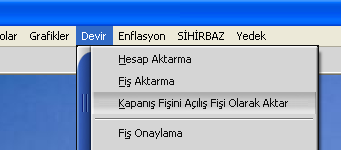 olar Grafikler Devir Enflasyon SİHİRBAZ Yedek
Hesap Aktarma
Fiş Aktarma
Kapanış Fişini Açılış Fişi Olarak Aktar
Fiş Onaylama